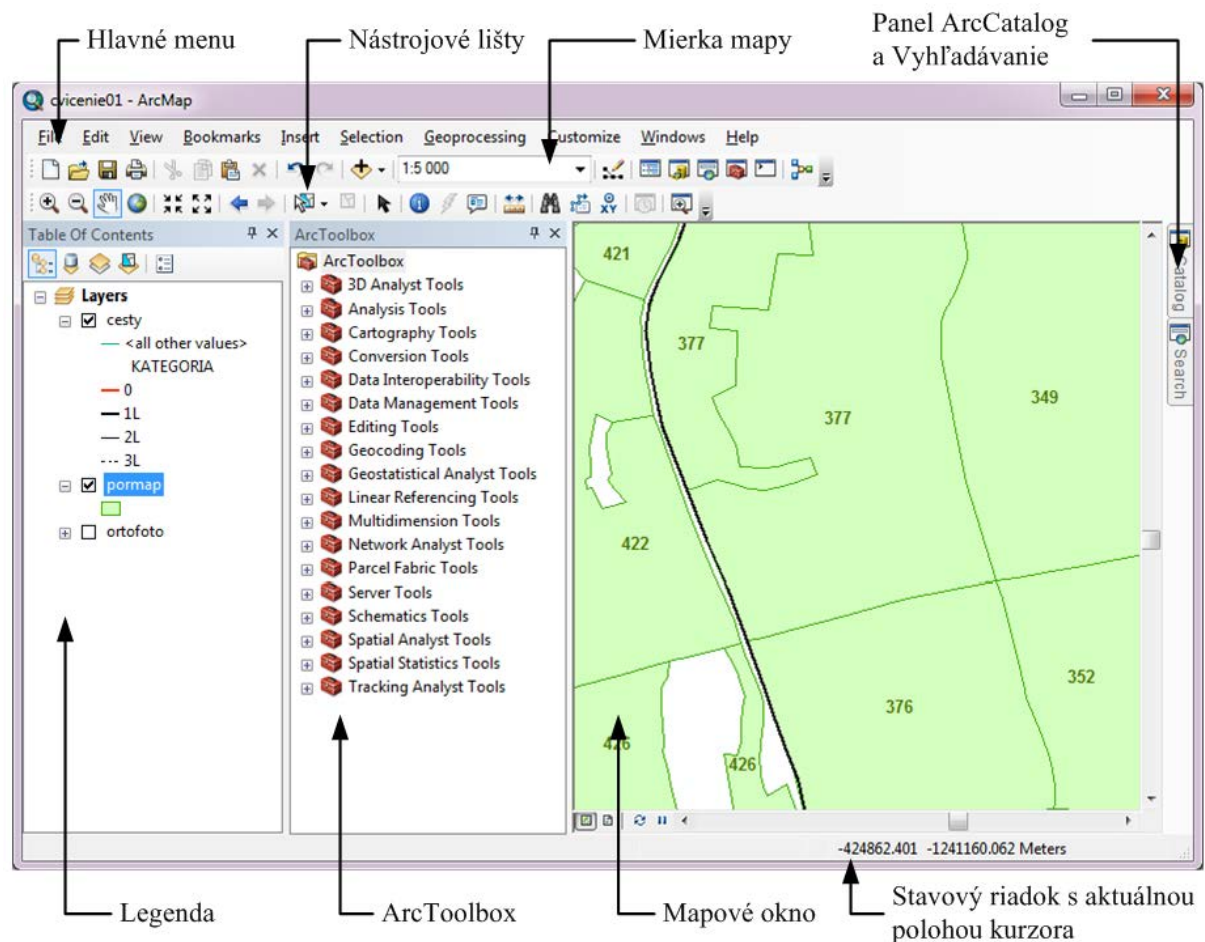 Hlavné menu
Nástrojové lišty
Mierka mapy
Panel ArcCatalog
a Vyhľadávanie
cvicenie01 - ArcMap
File Edit View Bookmarks Insert Selection Geoprocessing Customize Windows Help
1:5 000
Table Of Contents
ArcToolbox
Layers
cesty
<all other values>
KATEGORIA
0
1L
2L
3L
pormap
ortofoto
ArcToolbox
3D Analyst Tools
Analysis Tools
Cartography Tools
Conversion Tools
Data Interoperability Tools
Data Management Tools
Editing Tools
Geocoding Tools
Geostatistical Analyst Tools
Linear Referencing Tools
Multidimension Tools
Network Analyst Tools
Parcel Fabric Tools
Server Tools
Schematics Tools
Spatial Analyst Tools
Spatial Statistics Tools
Tracking Analyst Tools
421
377
377
349
422
352
376
426
426
Catalog
Search
-424862.401 -1241160.062 Meters
Legenda
ArcToolbox
Mapové okno
Stavový riadok s aktuálnou
polohou kurzora